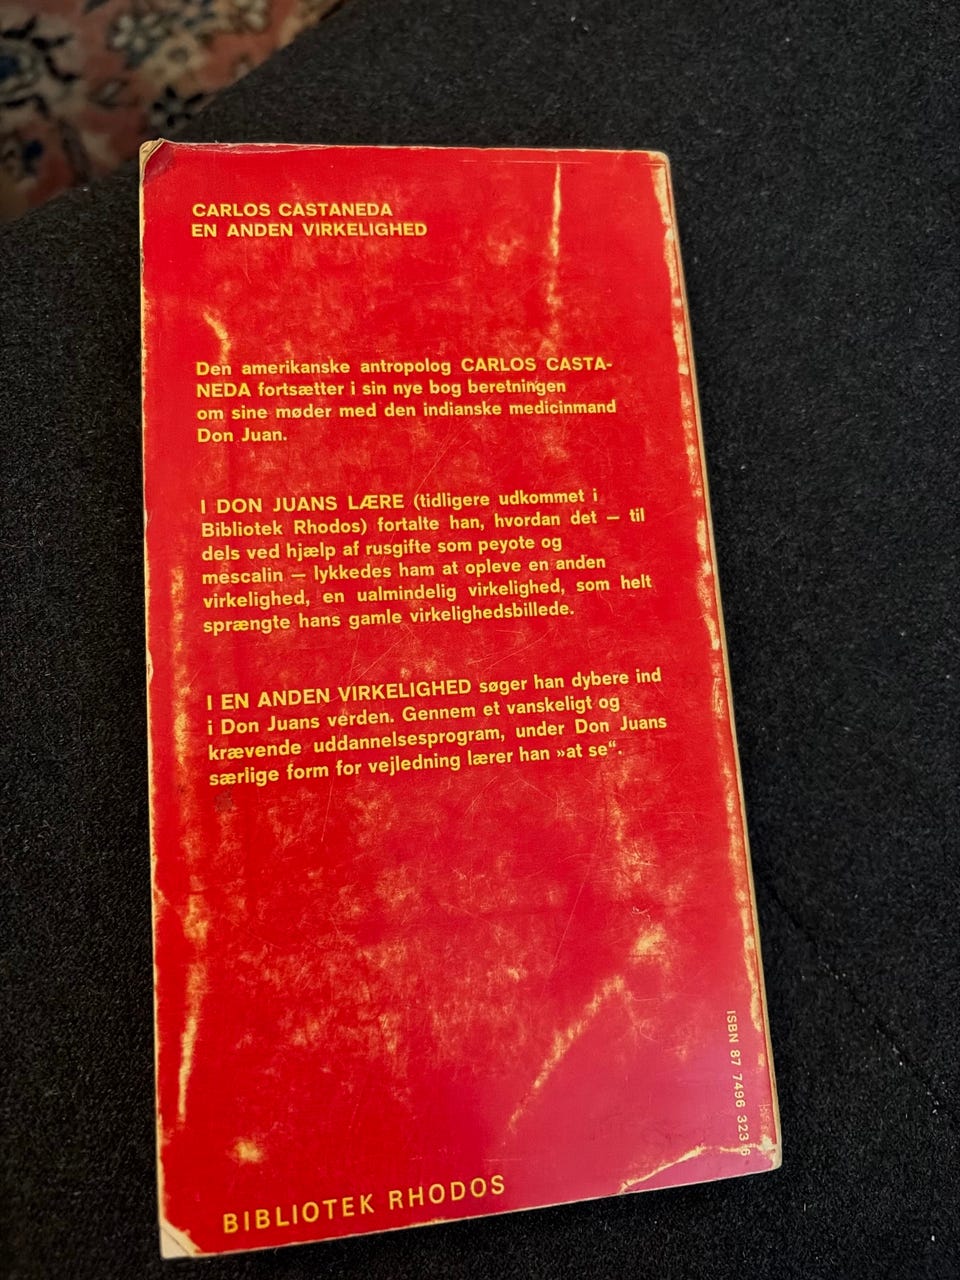 CARLOS CASTANEDA
EN ANDEN VIRKELIGHED
Den amerikanske antropolog CARLOS CASTA-
NEDA fortsætter i sin nye bog beretningen
om sine møder med den indianske medicinmand
Don Juan.
I DON JUANS LÆRE (tidligere udkommet i
Bibliotek Rhodos) fortalte han, hvordan det — til
dels ved hjælp af rusgifte som peyote og
mescalin — lykkedes ham at opleve en anden
virkelighed, en ualmindelig virkelighed, som helt
sprængte hans gamle virkelighedsbillede.
I EN ANDEN VIRKELIGHED søger han dybere ind
i Don Juans verden. Gennem et vanskeligt og
krævende uddannelsesprogram, under Don Juans
særlige form for vejledning lærer han »at se“.
ISBN 87 7496 323 6
BIBLIOTEK RHODOS